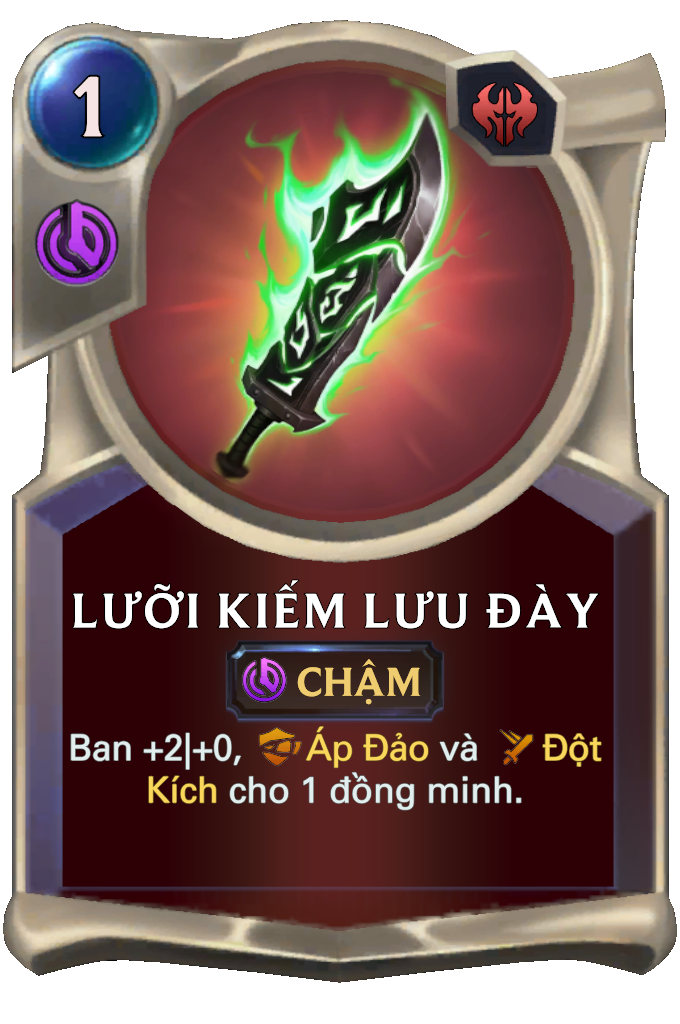 1
LƯỠI KIẾM LƯU ĐÀY
CHẬM
Ban +2|+0, Áp Đảo và Đột
Kích cho 1 đồng minh.